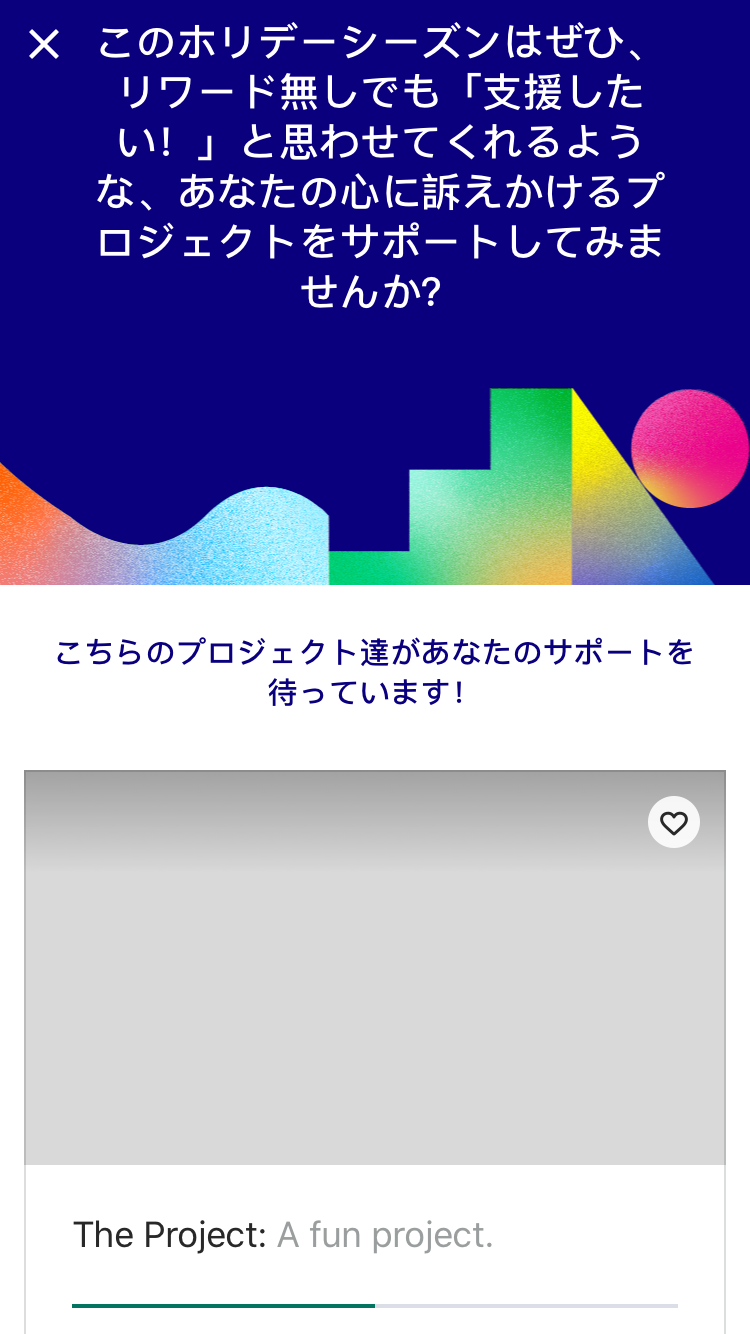 このホリデーシーズンはぜひ、
リワード無しでも「支援した
い！」と思わせてくれるよう
な、あなたの心に訴えかけるプ
ロジェクトをサポートしてみま
せんか?
こちらのプロジェクト達があなたのサポートを
待っています！
The Project: A fun project.